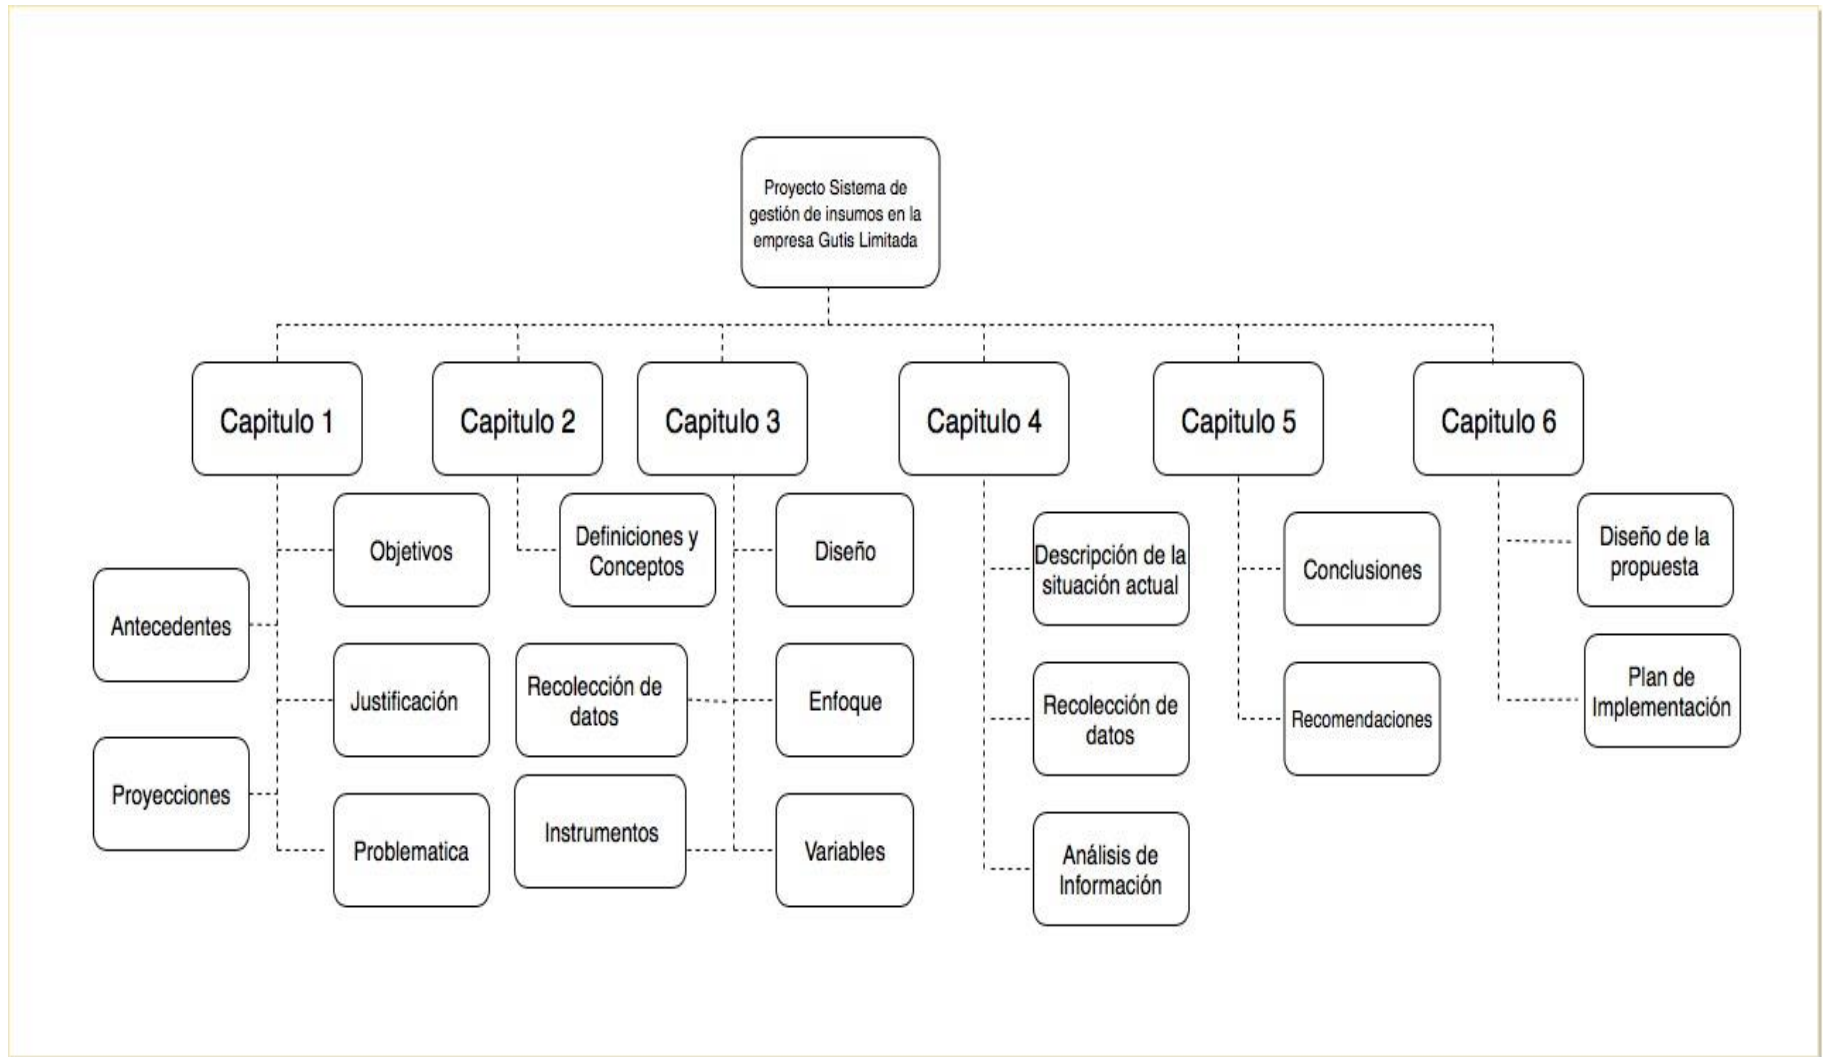 Proyecto Sistema de
gestión de insumos en la
empresa Gutis Limitada
Capitulo 1
Capitulo 2
Capitulo 3
Capitulo 4
Capitulo 5
Capitulo 6
Objetivos
Antecedentes
Justificación
Proyecciones
Problematica
Definiciones y
Conceptos
Diseño
Recolección de
datos
Enfoque
Instrumentos
Variables
Descripción de la
situación actual
Recolección de
datos
Análisis de
Información
Conclusiones
Recomendaciones
Diseño de la
propuesta
Plan de
Implementación